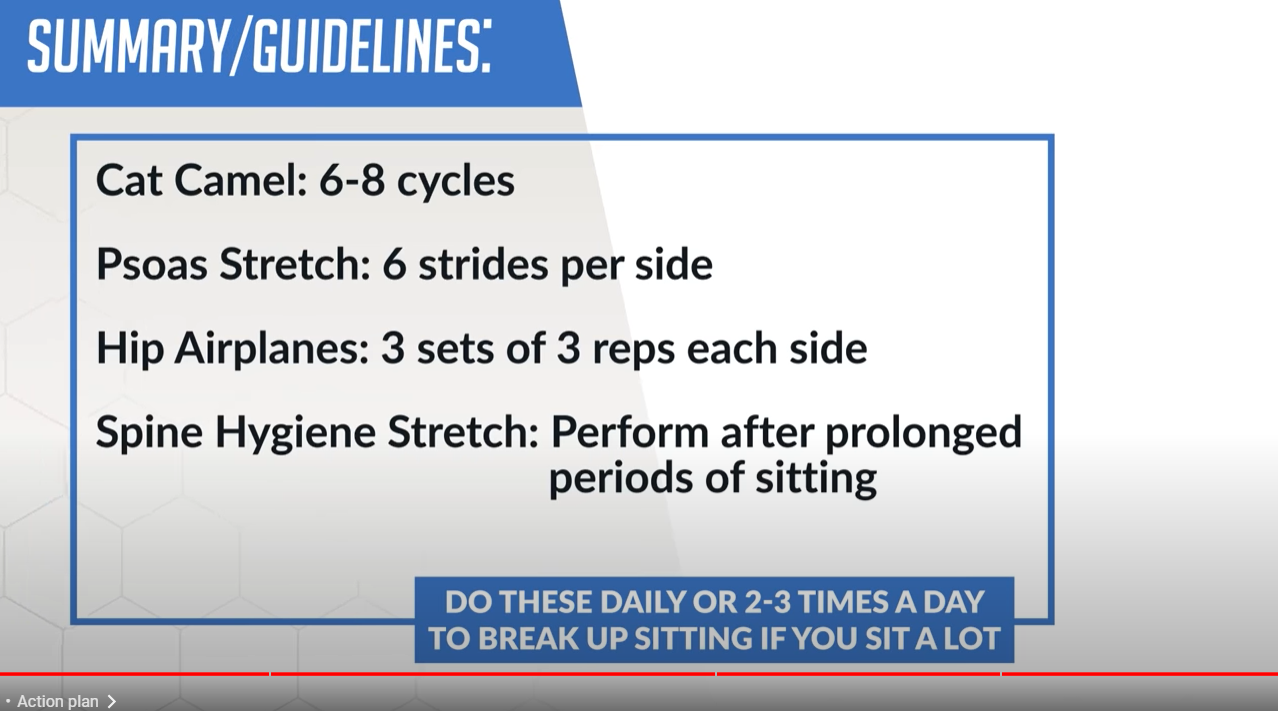 SUMMARY/GUIDELINES:
Cat Camel: 6-8 cycles
Psoas Stretch: 6 strides per side
Hip Airplanes: 3 sets of 3 reps each side
Spine Hygiene Stretch: Perform after prolonged
periods of sitting
DO THESE DAILY OR 2-3 TIMES A DAY
TO BREAK UP SITTING IF YOU SIT A LOT
• Action plan >